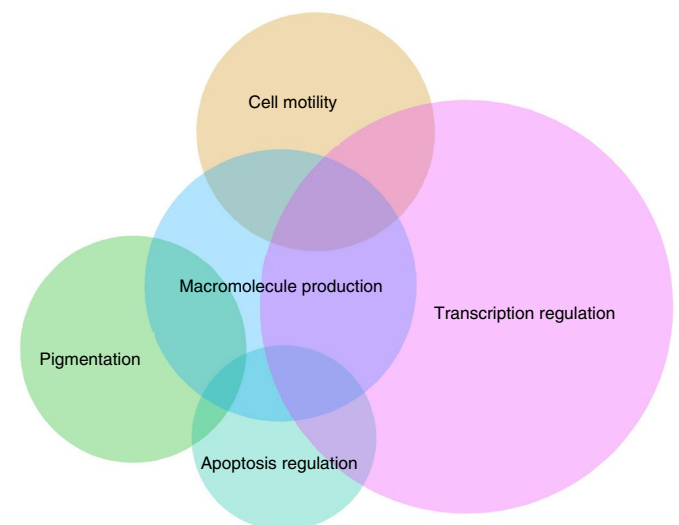 Cell motility
Macromolecule production
Transcription regulation
Pigmentation
Apoptosis regulation